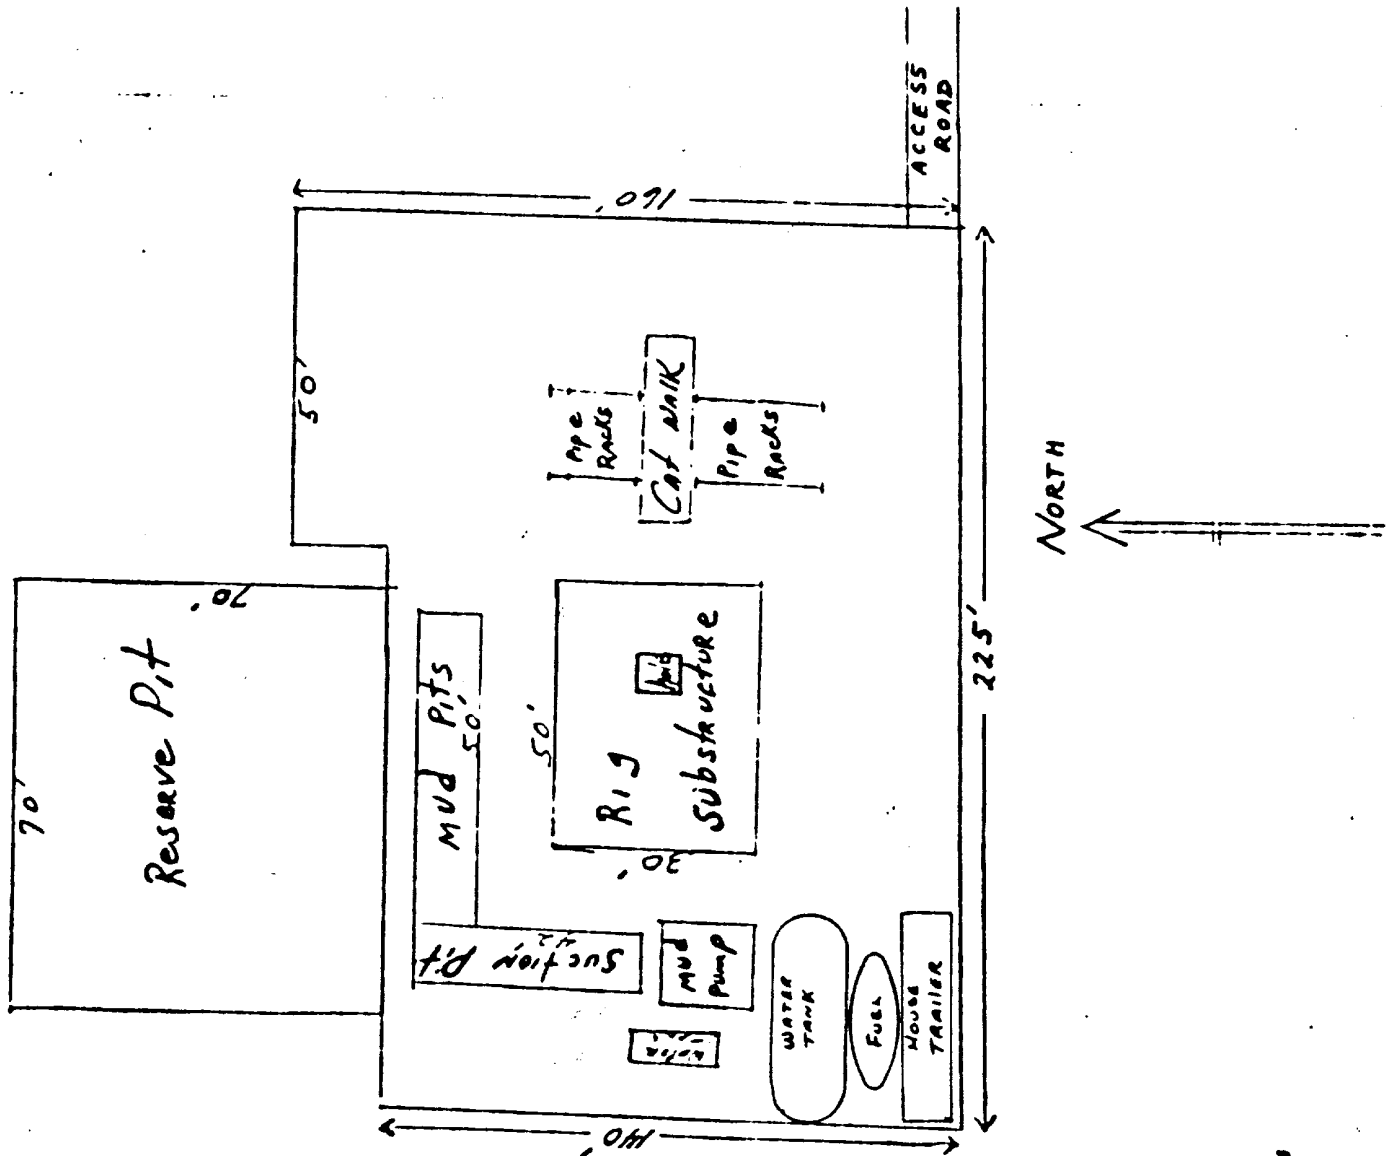 70'
Reserve Pit
70'
50'
160'
ACCESS
ROAD
Mud Pits
50'
Suction Pit
50'
30'
Rig
Substructure
Pipe
Racks
Cat Walk
Pipe
Racks
Mud
Pump
WATER
TANK
FUEL
HOUSE
TRAILER
140'
225'
NORTH